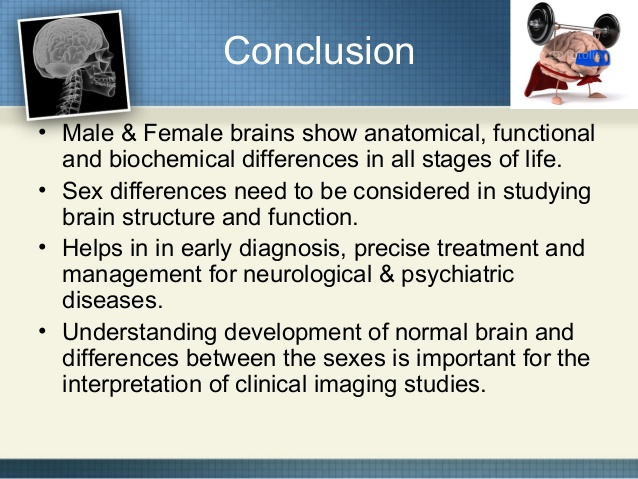 Conclusion
• Male & Female brains show anatomical, functional
and biochemical differences in all stages of life.
• Sex differences need to be considered in studying
brain structure and function.
• Helps in in early diagnosis, precise treatment and
management for neurological & psychiatric
diseases.
• Understanding development of normal brain and
differences between the sexes is important for the
interpretation of clinical imaging studies.